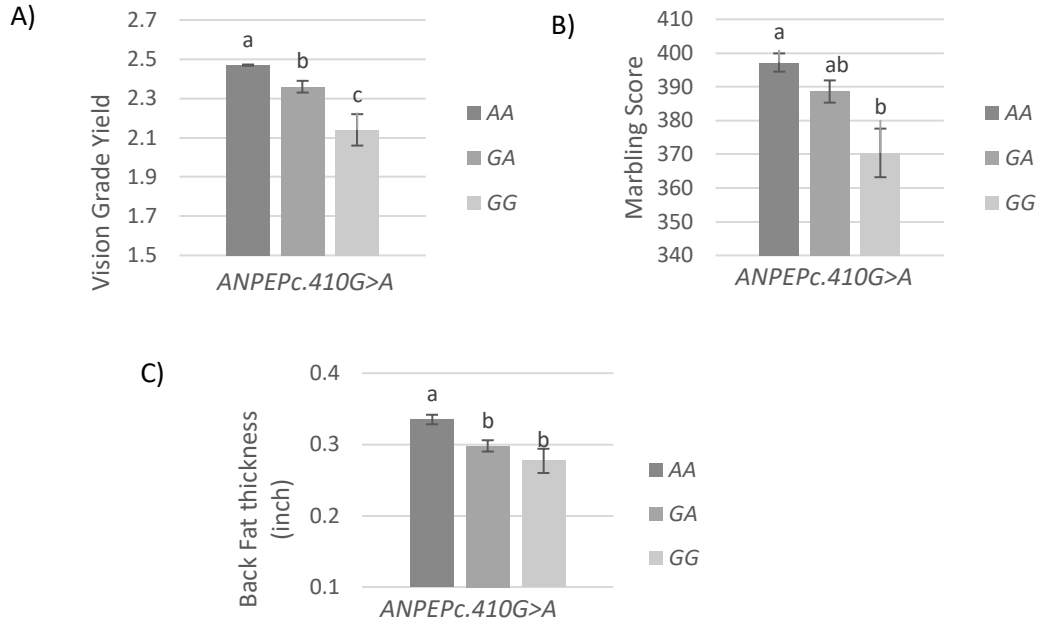 A)
Vision Grade Yield
2.7
2.5
2.3
2.1
1.9
1.7
1.5
a
b
c
AA
GA
GG
ANPEPc.410G>A
B)
Marbling Score
410
400
390
380
370
360
350
340
a
ab
b
AA
GA
GG
ANPEPc.410G>A
C)
Back Fat thickness
(inch)
0.4
0.3
0.2
0.1
a
b
b
AA
GA
GG
ANPEPc.410G>A